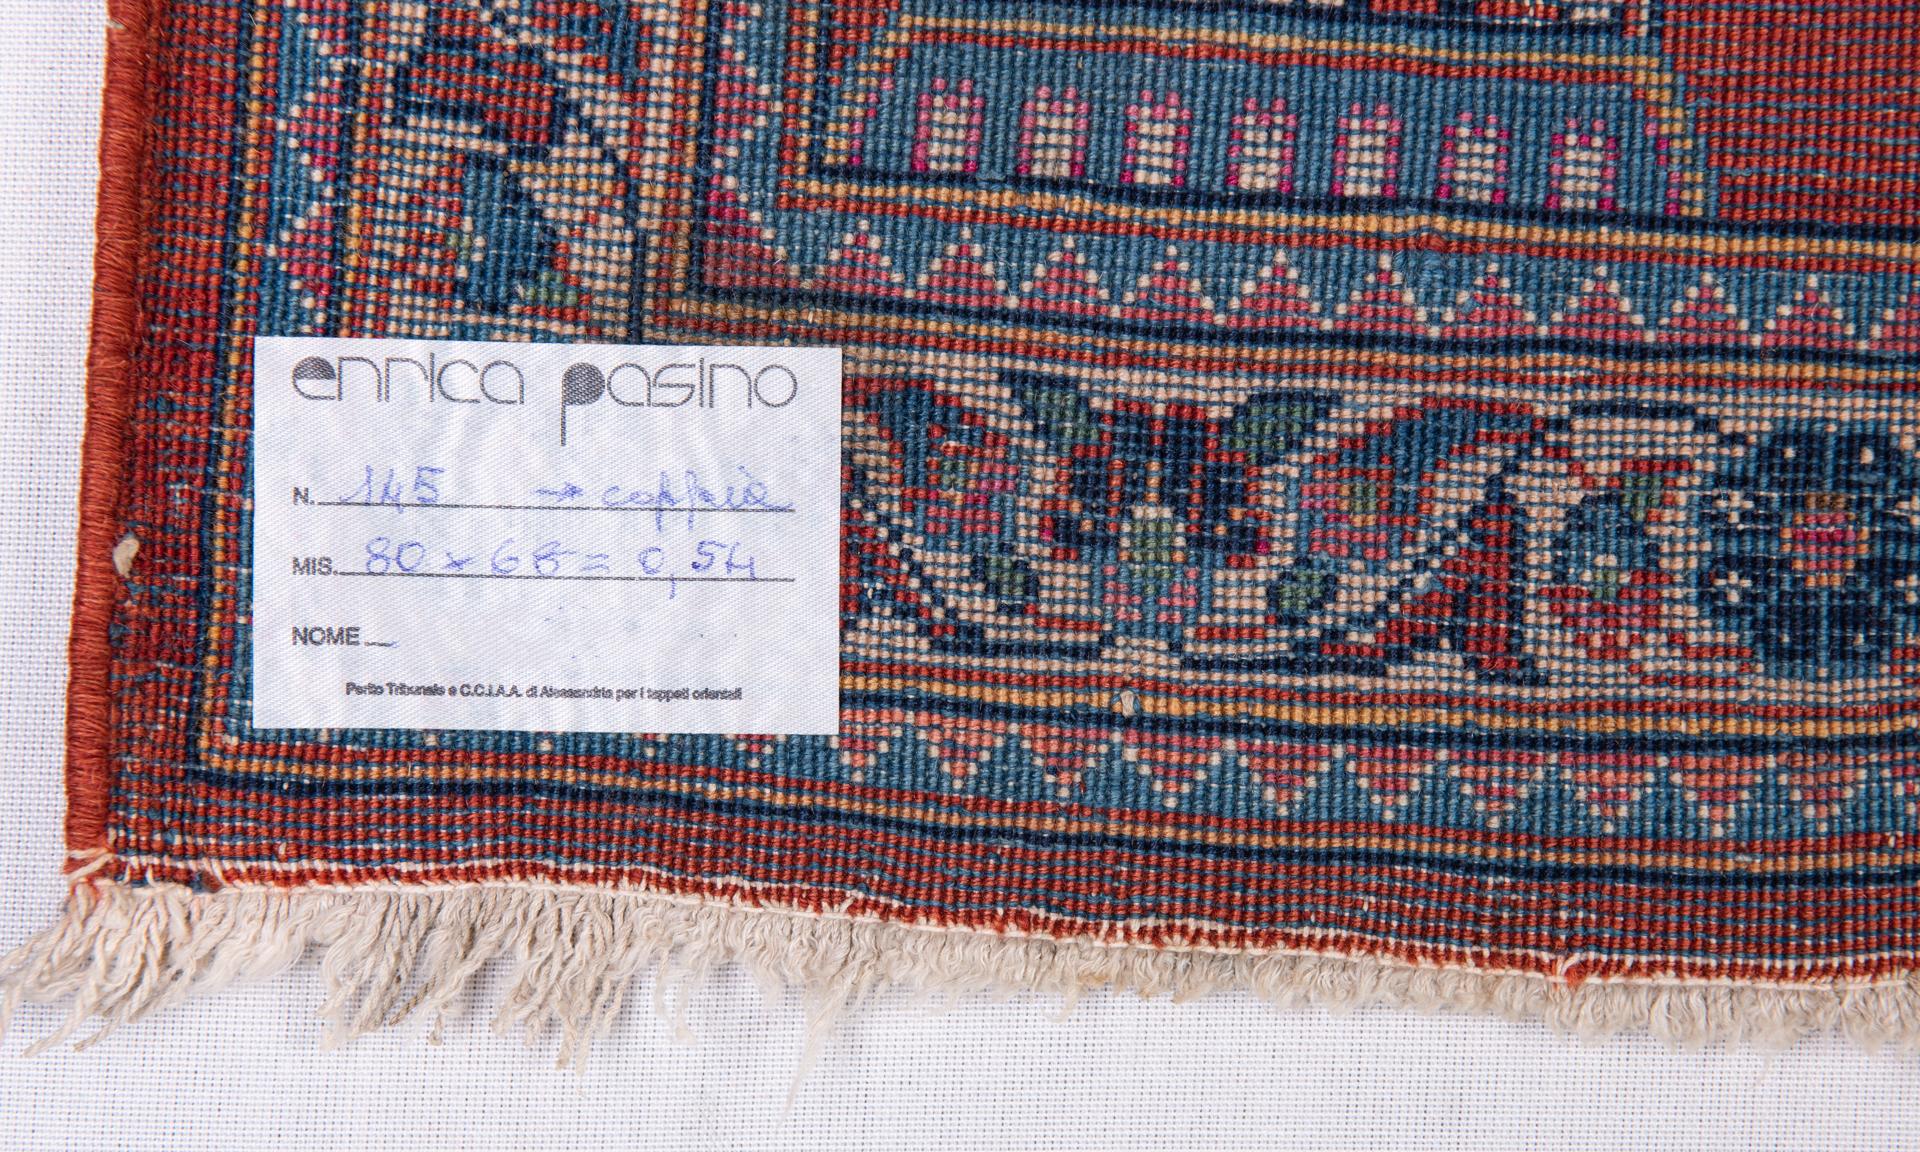 enrica pasino
N. 145 → coppia
MIS. 80 x 68 = 0,54
NOME
Perito Tribunale e C.C.I.A.A. di Alessandria per i tappeti orientali